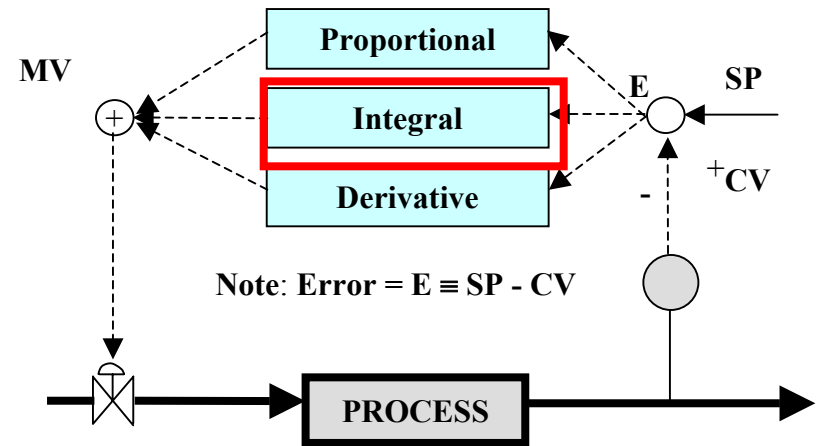 Proportional
MV
E
SP
+
Integral
+CV
-
Derivative
Note: Error = E ≡ SP - CV
PROCESS